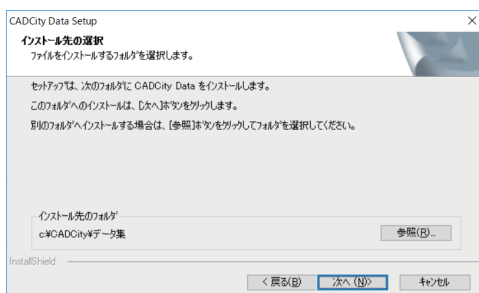 CADCity Data Setup
インストール先の選択
ファイルをインストールするフォルダを選択します。
セットアップは、次のフォルダに CADCity Data をインストールします。
このフォルダへのインストールは、[次へ]ボタンをクリックします。
別のフォルダへインストールする場合は、[参照]ボタンをクリックしてフォルダを選択してください。
インストール先のフォルダ
c:¥CADCity¥データ集
参照(R)...
InstallShield
< 戻る(B)
次へ (N)>
キャンセル